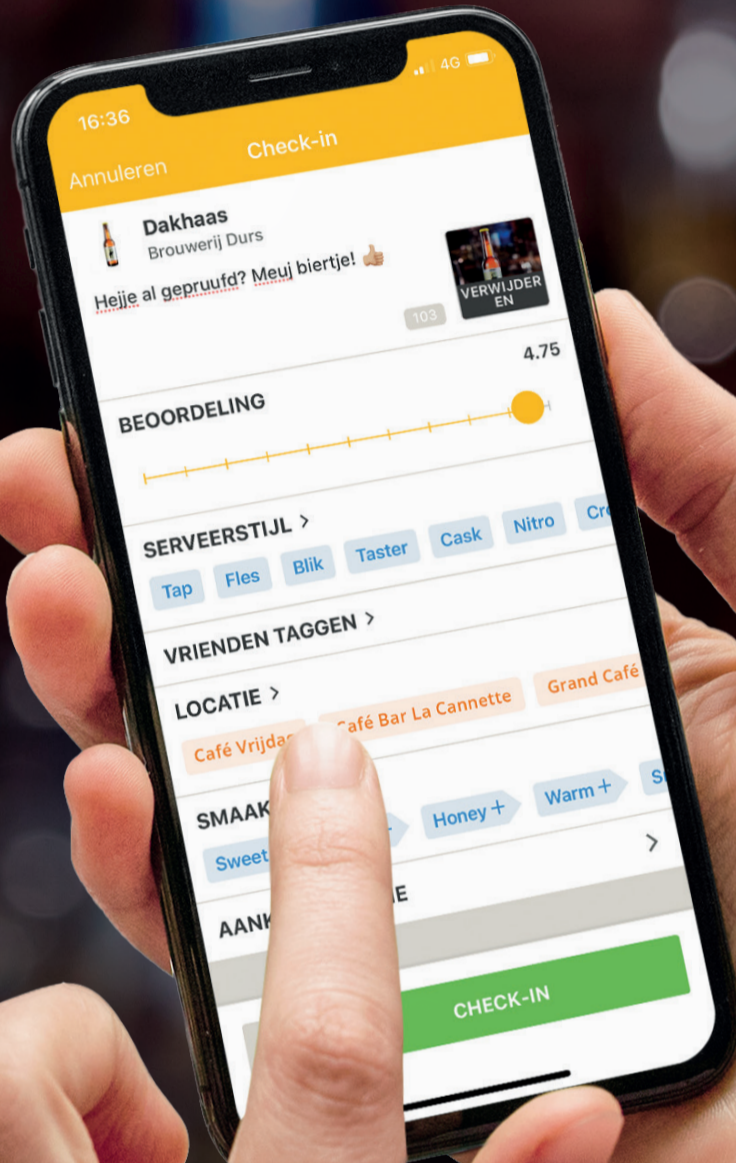 16:36
4G
Annuleren
Check-in
Dakhaas
Brouwerij Durs
Hejje al gepruufd? Meuj biertje! 👍🏼
VERWIJDER
EN
103
4.75
BEOORDELING
SERVEERSTIJL >
Tap Fles Blik Taster Cask Nitro
VRIENDEN TAGGEN >
LOCATIE >
Café Bar La Cannette Grand Café
Café
Sweet Honey + Warm +
CHECK-IN